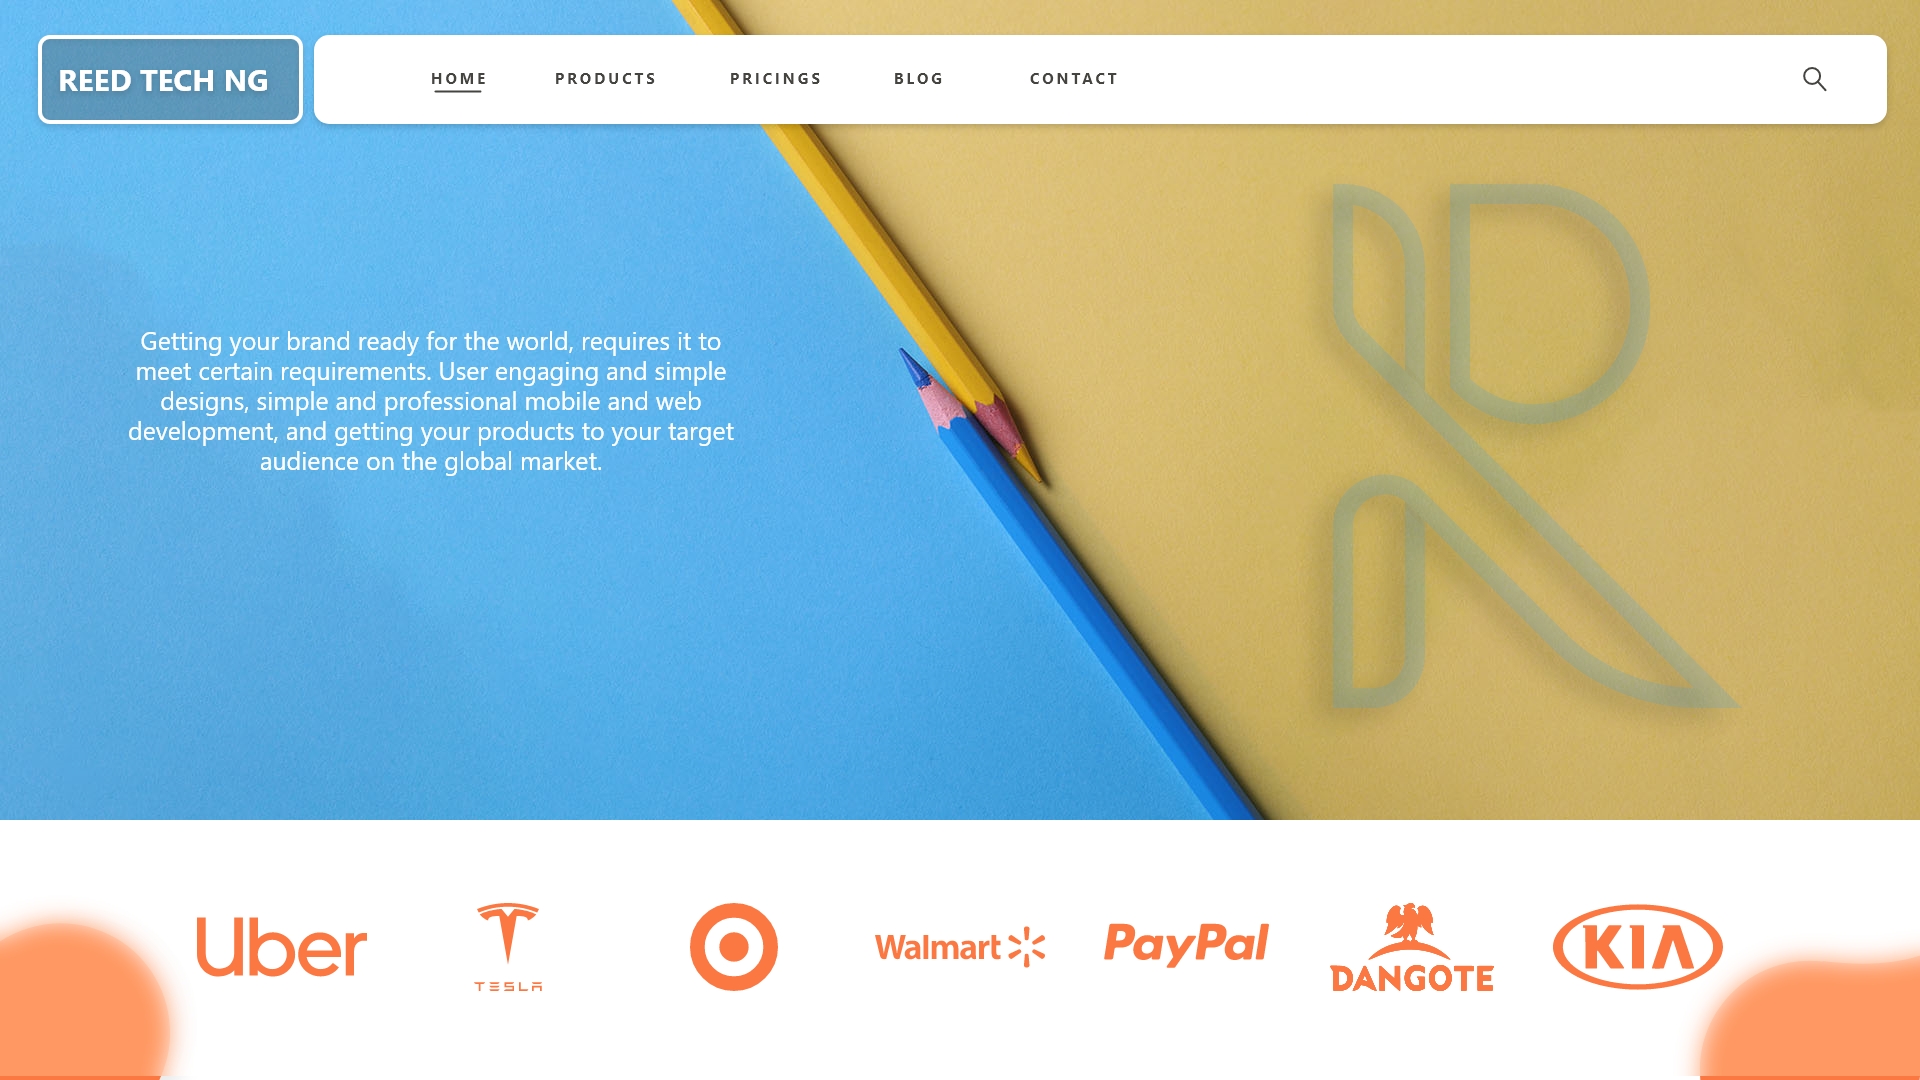 REED TECH NG
HOME PRODUCTS PRICINGS BLOG CONTACT
Getting your brand ready for the world, requires it to
meet certain requirements. User engaging and simple
designs, simple and professional mobile and web
development, and getting your products to your target
audience on the global market.
Uber
TESLA
Walmart
PayPal
DANGOTE
KIA